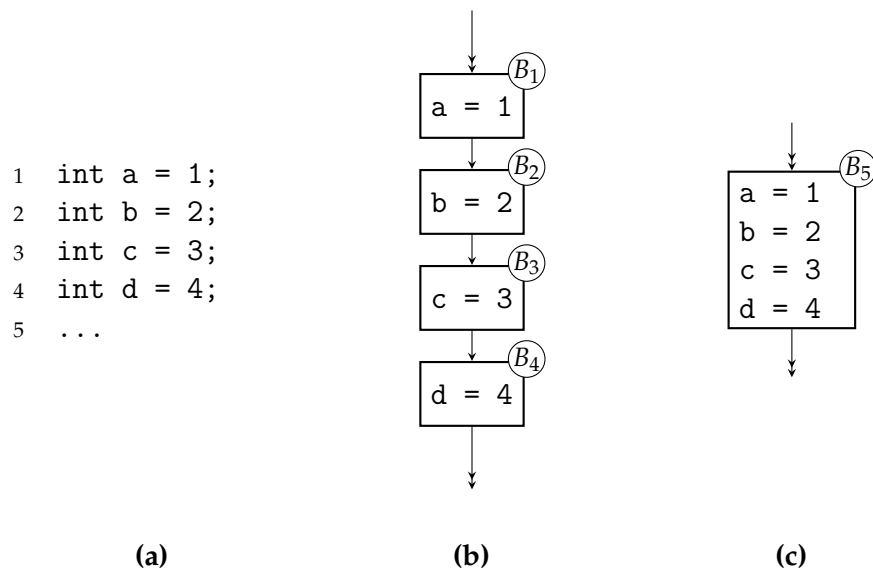 1 int a = 1;
2 int b = 2;
3 int c = 3;
4 int d = 4;
5 ...
(a)
B1
a = 1
B2
b = 2
B3
c = 3
B4
d = 4
(b)
B5
a = 1
b = 2
c = 3
d = 4
(c)